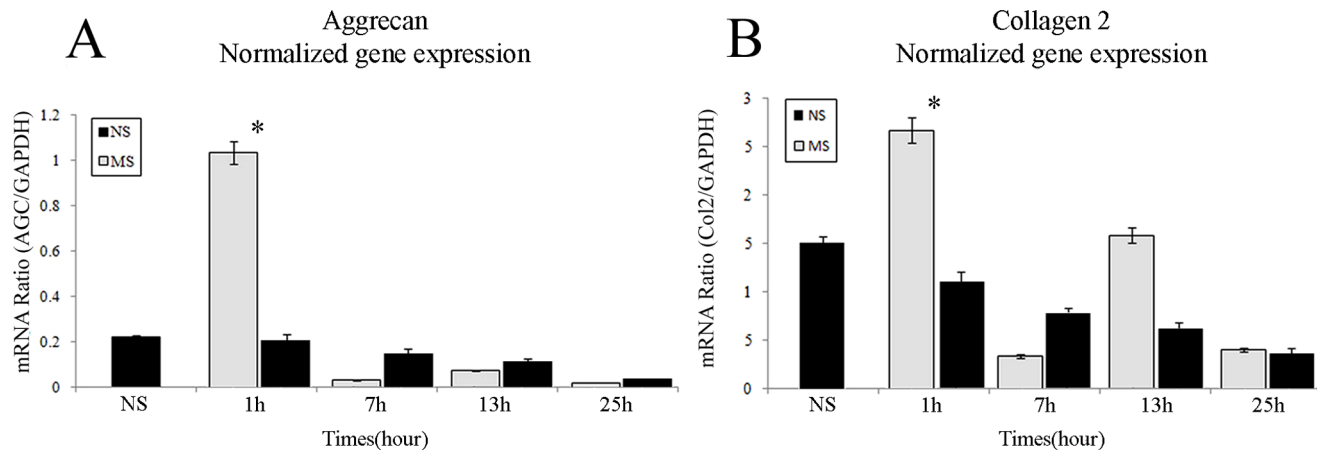 A
Aggrecan
Normalized gene expression
mRNA Ratio (AGC/GAPDH)
1.2
1
0.8
0.6
0.4
0.2
0
NS
MS
*
NS
1h
7h
13h
25h
Times(hour)
B
Collagen 2
Normalized gene expression
mRNA Ratio (Col2/GAPDH)
3
5
2
5
1
5
0
NS
MS
*
NS
1h
7h
13h
25h
Times(hour)